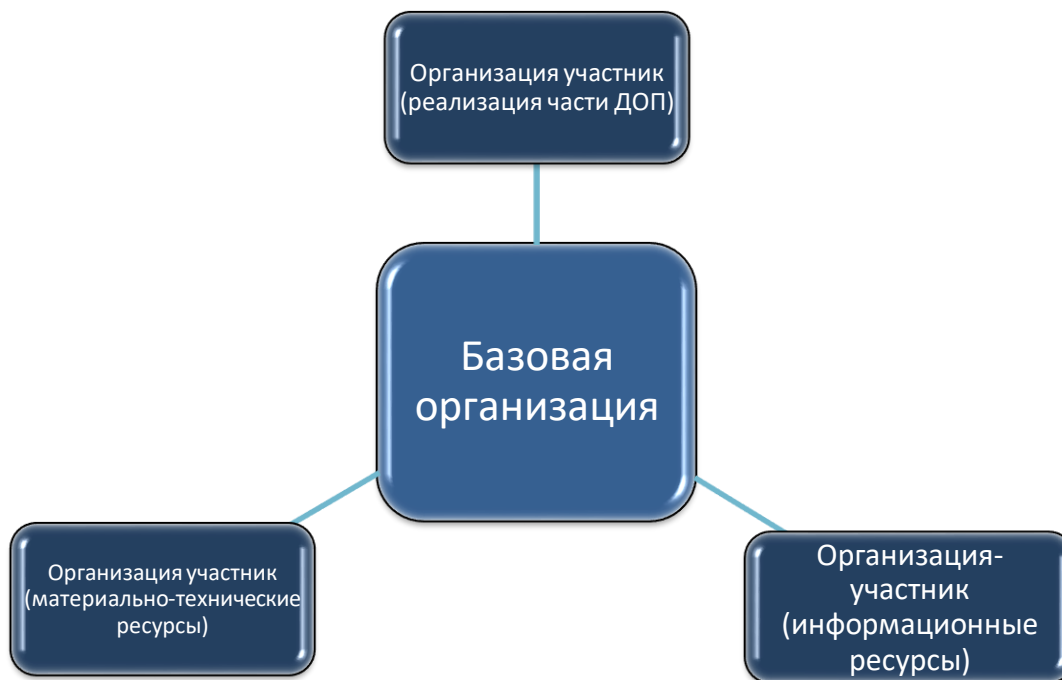 Организация участник
(реализация части ДОП)
Базовая
организация
Организация участник
(материально-технические
ресурсы)
Организация-
участник
(информационные
ресурсы)